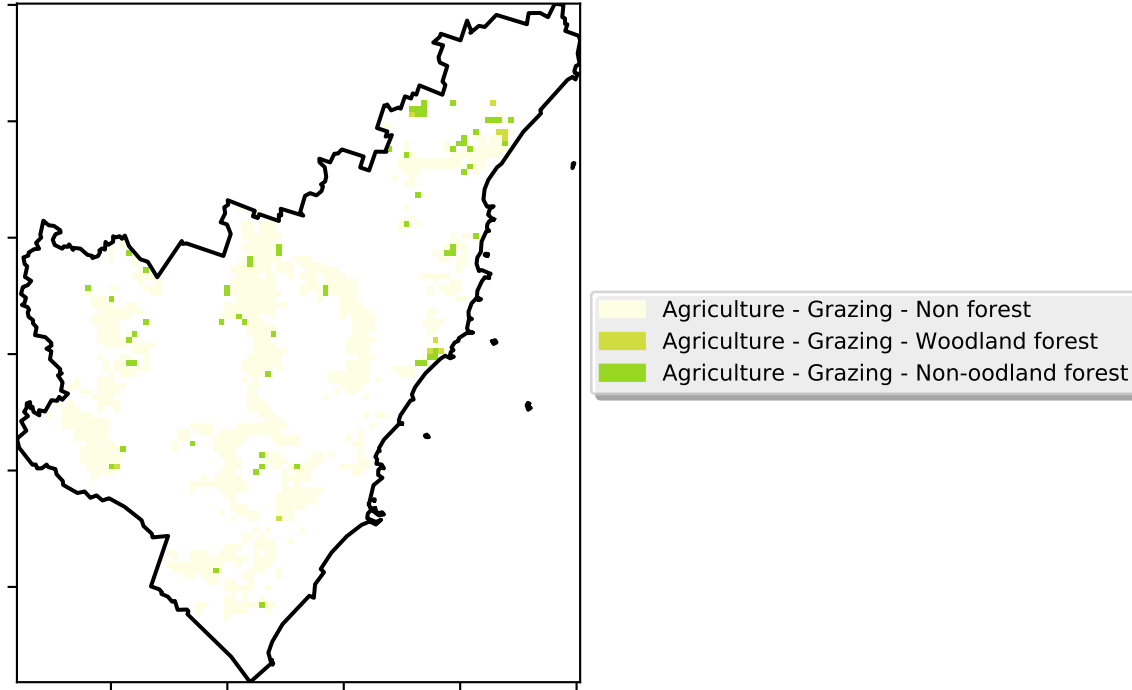 Agriculture - Grazing - Non forest
Agriculture - Grazing - Woodland forest
Agriculture - Grazing - Non-oodland forest